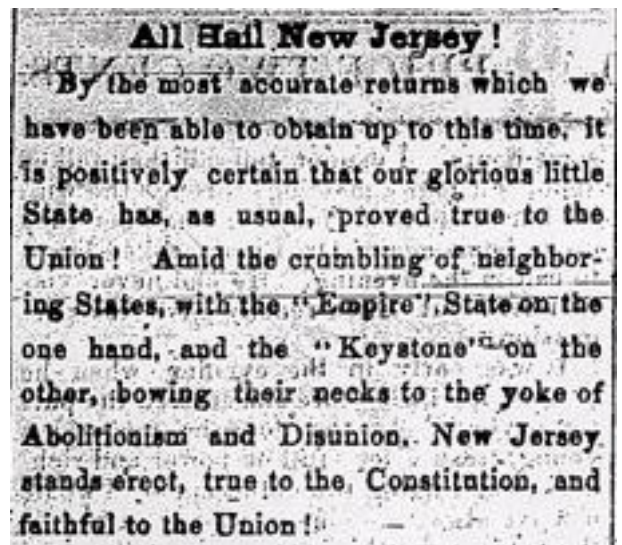 All Hail New Jersey!
By the most accurate returns which we
have been able to obtain up to this time, it
is positively certain that our glorious little
State has, as usual, proved true to the
Union! Amid the crumbling of neighbor-
ing States, with the "Empire" State on the
one hand, and the "Keystone" on the
other, bowing their necks to the yoke of
Abolitionism and Disunion, New Jersey
stands erect, true to the Constitution, and
faithful to the Union!